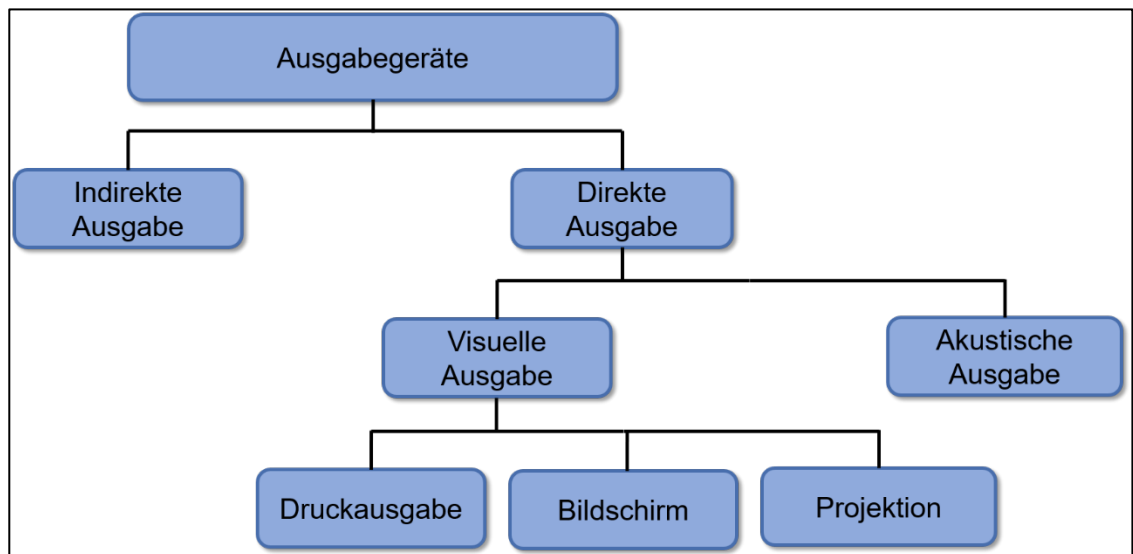 Ausgabegeräte
Indirekte
Ausgabe
Direkte
Ausgabe
Visuelle
Ausgabe
Akustische
Ausgabe
Druckausgabe
Bildschirm
Projektion